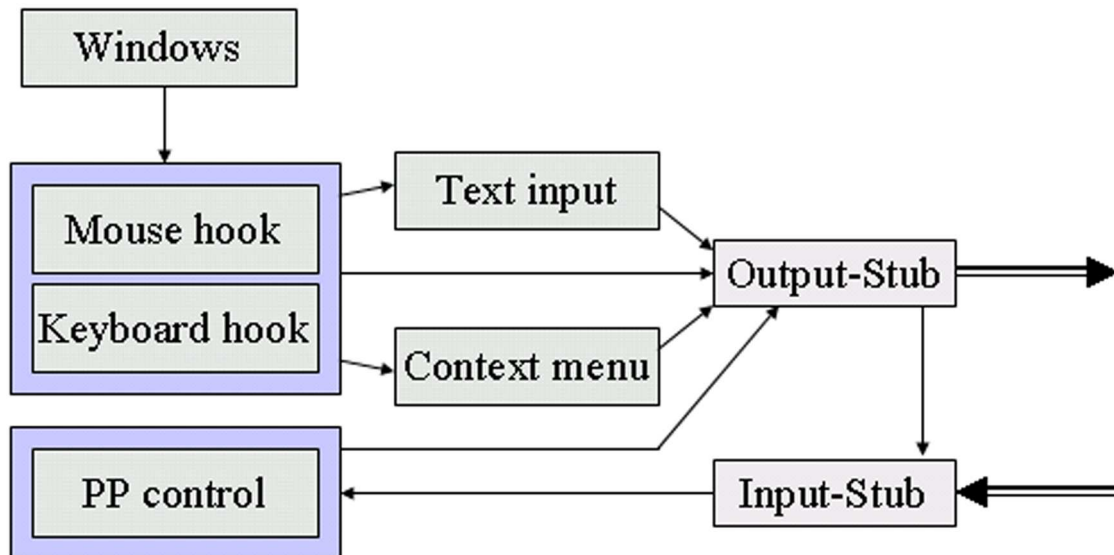 Windows
Mouse hook
Keyboard hook
Text input
Context menu
Output-Stub
PP control
Input-Stub